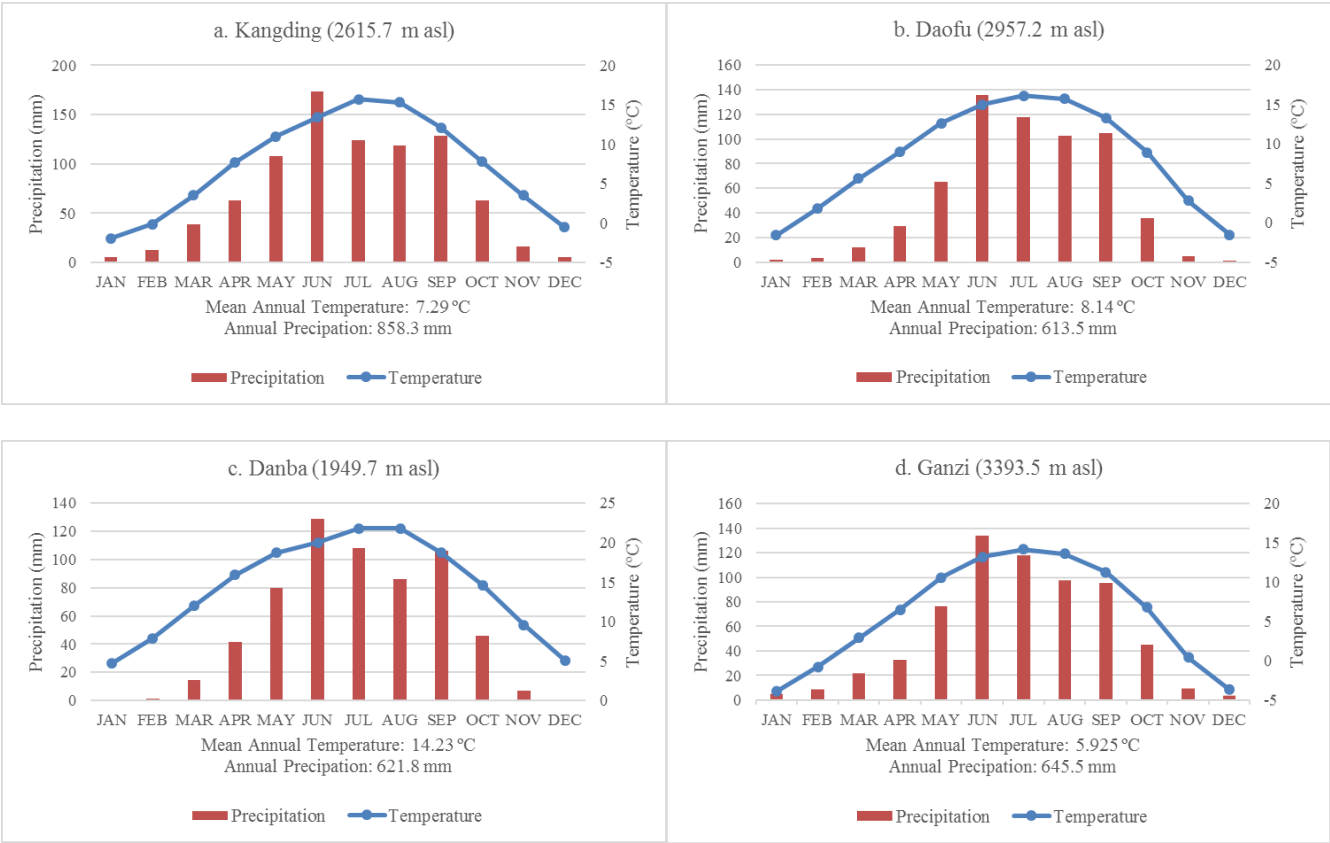 a. Kangding (2615.7 m asl)
Precipitation (mm)
200
150
100
50
0
20
15
10
5
0
-5
Temperature (°C)
JAN FEB MAR APR MAY JUN JUL AUG SEP OCT NOV DEC
Mean Annual Temperature: 7.29 °C
Annual Precipation: 858.3 mm
Precipitation Temperature
b. Daofu (2957.2 m asl)
Precipitation (mm)
160
140
120
100
80
60
40
20
0
20
15
10
5
0
-5
Temperature (°C)
JAN FEB MAR APR MAY JUN JUL AUG SEP OCT NOV DEC
Mean Annual Temperature: 8.14 °C
Annual Precipation: 613.5 mm
Precipitation Temperature
c. Danba (1949.7 m asl)
Precipitation (mm)
140
120
100
80
60
40
20
0
25
20
15
10
5
0
Temperature (°C)
JAN FEB MAR APR MAY JUN JUL AUG SEP OCT NOV DEC
Mean Annual Temperature: 14.23 °C
Annual Precipation: 621.8 mm
Precipitation Temperature
d. Ganzi (3393.5 m asl)
Precipitation (mm)
160
140
120
100
80
60
40
20
0
20
15
10
5
0
-5
Temperature (°C)
JAN FEB MAR APR MAY JUN JUL AUG SEP OCT NOV DEC
Mean Annual Temperature: 5.925 °C
Annual Precipation: 645.5 mm
Precipitation Temperature